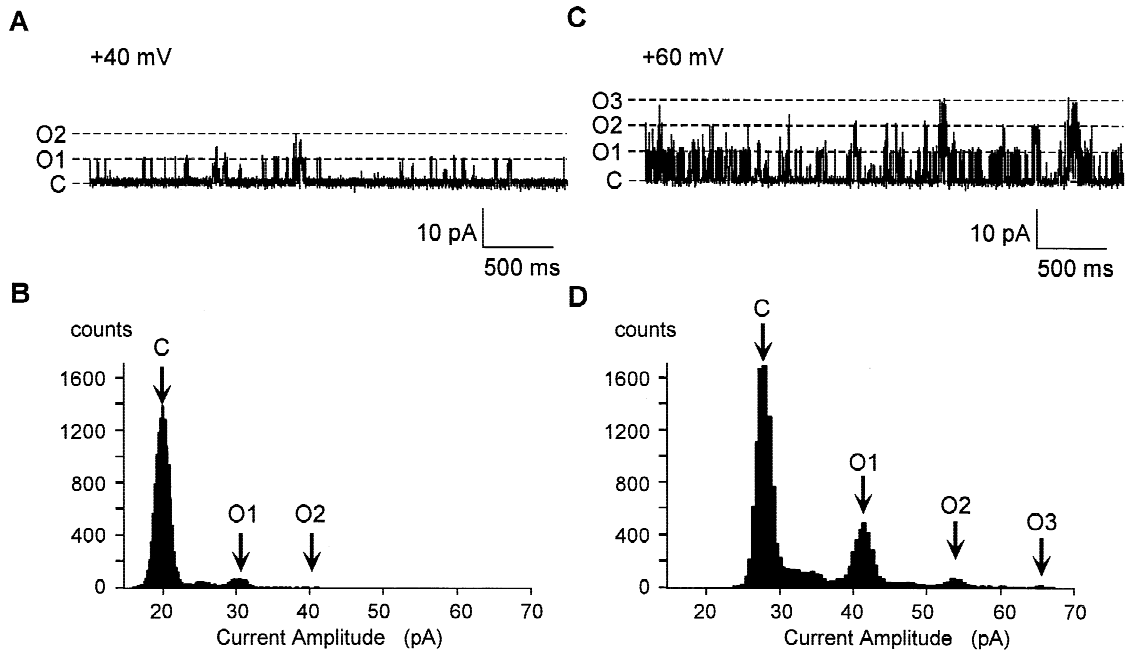 A
+40 mV
O2
O1
C
10 pA
500 ms
C
+60 mV
O3
O2
O1
C
10 pA
500 ms
B
counts
C
O1
O2
1600
1200
800
400
0
20 30 40 50 60 70
Current Amplitude (pA)
D
counts
C
O1
O2
O3
1600
1200
800
400
0
20 30 40 50 60 70
Current Amplitude (pA)